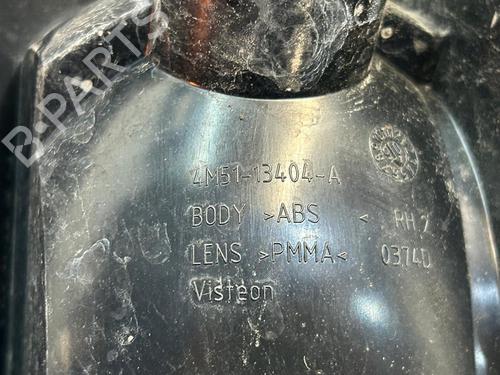 B-PARTS
4M51-13404-A
BODY >ABS <
RH 2
LENS >PMMA<
0374D
Visteon